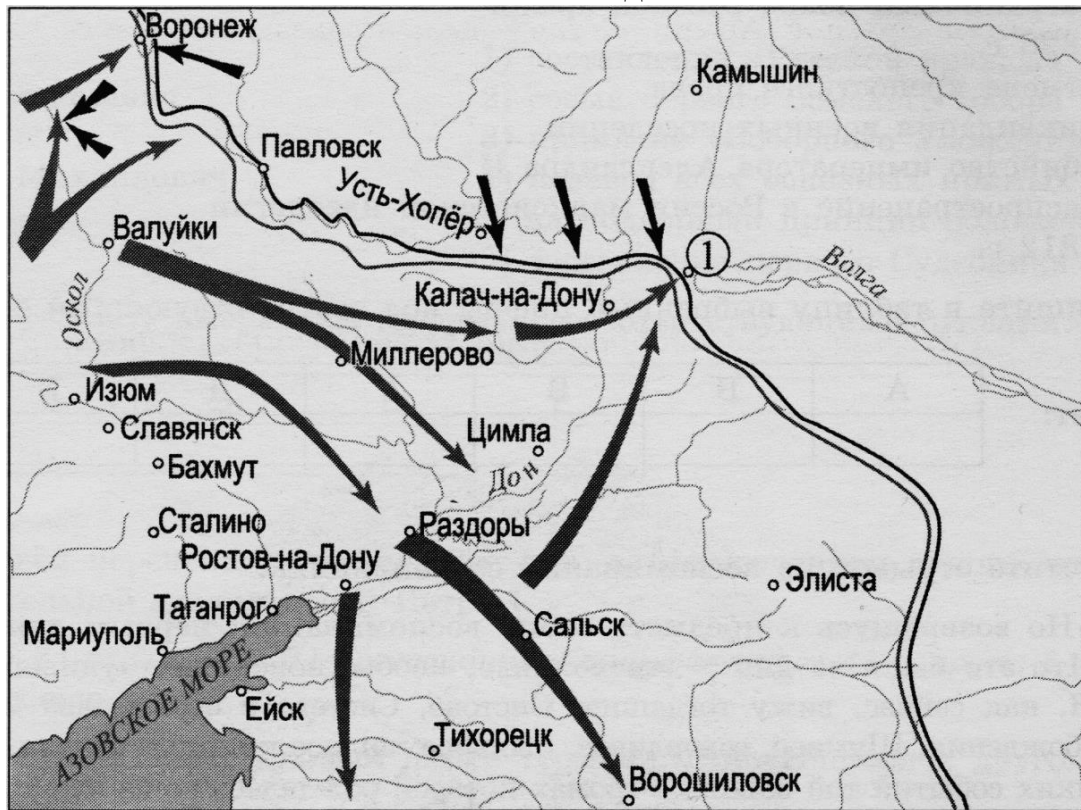 Воронеж
Камышин
Павловск
Усть-Хопёр
Валуйки
1
Волга
Оскол
Калач-на-Дону
Миллерово
Изюм
Славянск
Цимла
Бахмут
Дон
Сталино
Раздоры
Ростов-на-Дону
Элиста
Таганрог
Сальск
Мариуполь
АЗОВСКОЕ МОРЕ
Ейск
Тихорецк
Ворошиловск